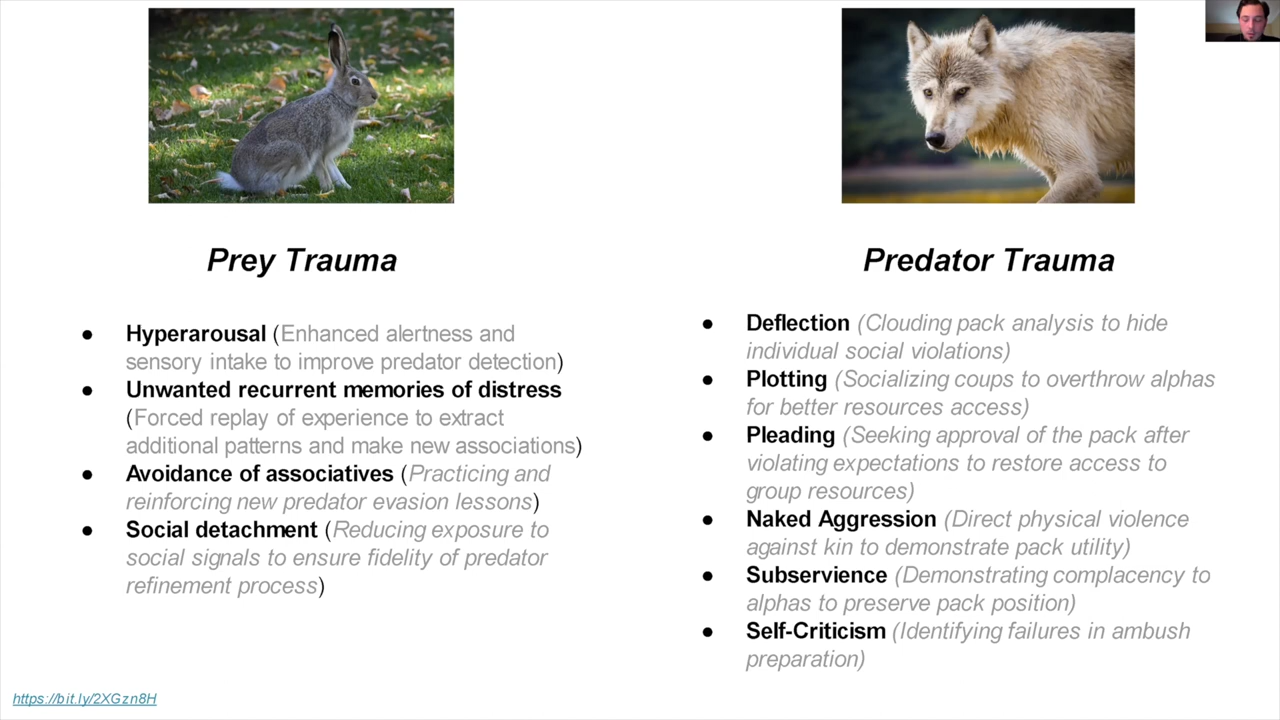 Prey Trauma
● Hyperarousal (Enhanced alertness and
sensory intake to improve predator detection)
● Unwanted recurrent memories of distress
(Forced replay of experience to extract
additional patterns and make new associations)
● Avoidance of associatives (Practicing and
reinforcing new predator evasion lessons)
● Social detachment (Reducing exposure to
social signals to ensure fidelity of predator
refinement process)
Predator Trauma
● Deflection (Clouding pack analysis to hide
individual social violations)
● Plotting (Socializing coups to overthrow alphas
for better resources access)
● Pleading (Seeking approval of the pack after
violating expectations to restore access to
group resources)
● Naked Aggression (Direct physical violence
against kin to demonstrate pack utility)
● Subservience (Demonstrating complacency to
alphas to preserve pack position)
● Self-Criticism (Identifying failures in ambush
preparation)
https://bit.ly/2XGzn8H